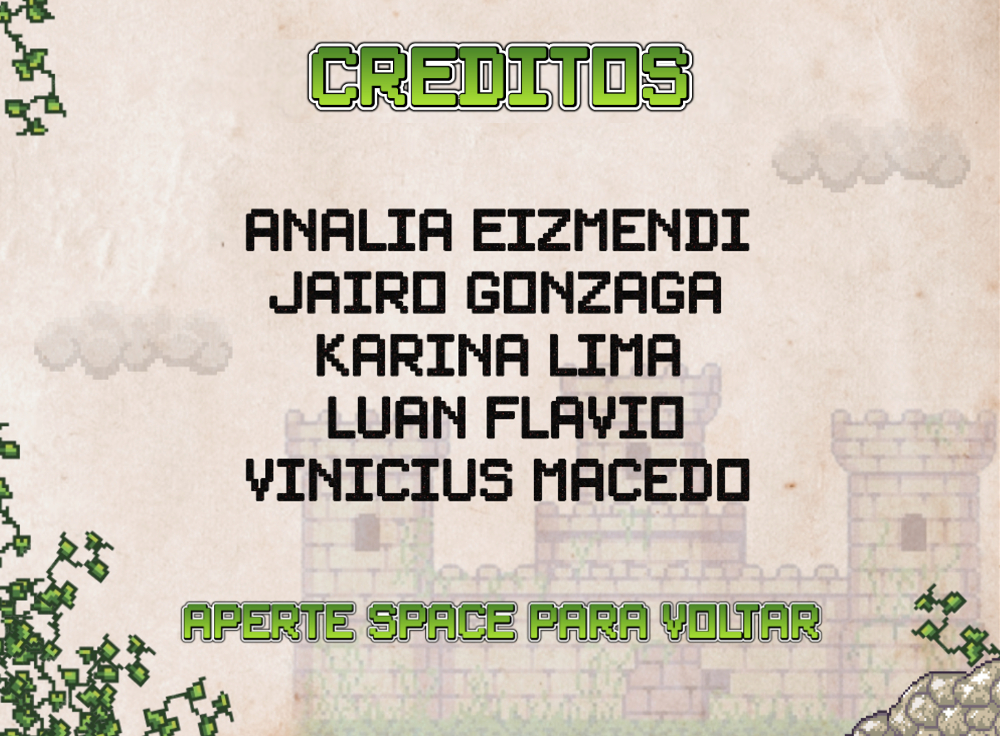 CREDITOS
ANALIA EIZMENDI
JAIRO GONZAGA
KARINA LIMA
LUAN FLAVIO
VINICIUS MACEDO
APERTE SPACE PARA VOLTAR